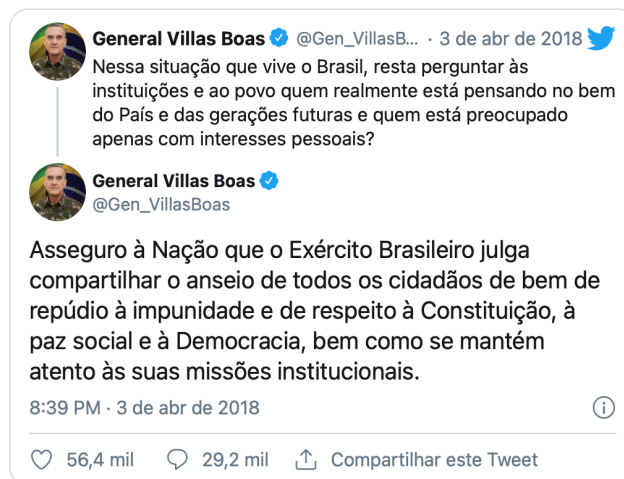 General Villas Boas @Gen_VillasB... · 3 de abr de 2018
Nessa situação que vive o Brasil, resta perguntar às
instituições e ao povo quem realmente está pensando no bem
do País e das gerações futuras e quem está preocupado
apenas com interesses pessoais?
General Villas Boas
@Gen_VillasBoas
Asseguro à Nação que o Exército Brasileiro julga
compartilhar o anseio de todos os cidadãos de bem de
repúdio à impunidade e de respeito à Constituição, à
paz social e à Democracia, bem como se mantém
atento às suas missões institucionais.
8:39 PM · 3 de abr de 2018
56,4 mil 29,2 mil Compartilhar este Tweet